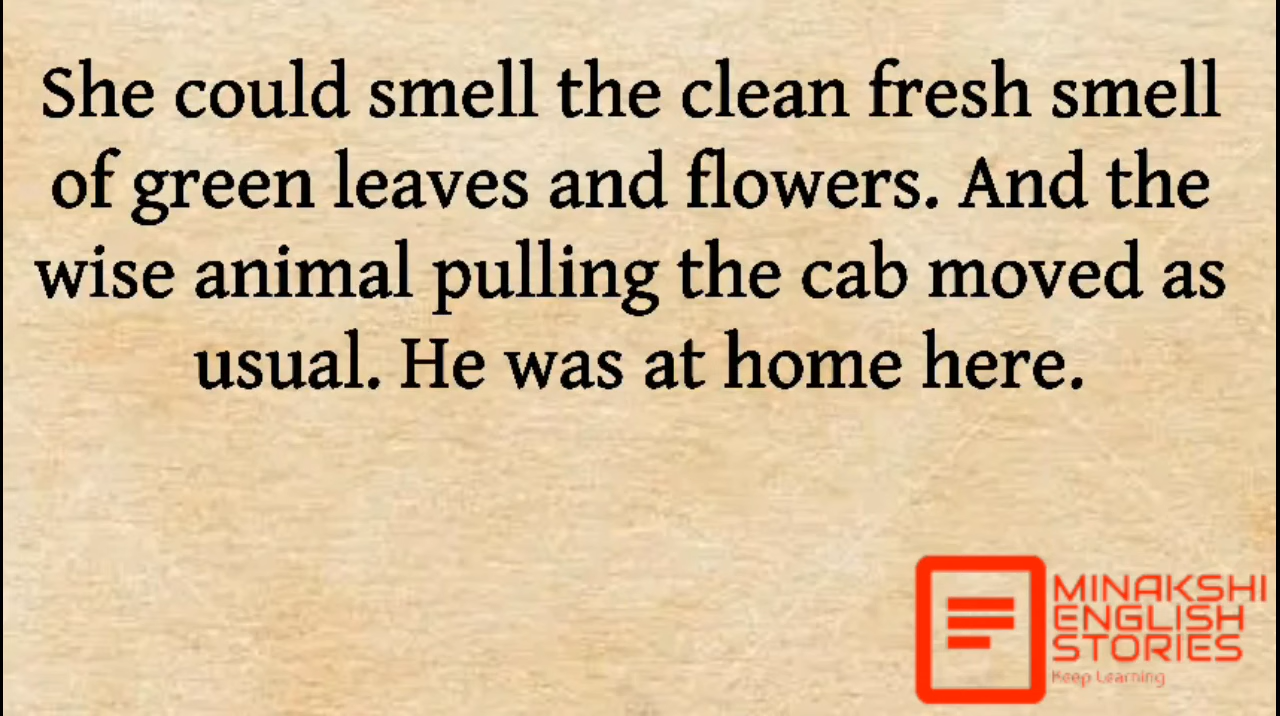 She could smell the clean fresh smell
of green leaves and flowers. And the
wise animal pulling the cab moved as
usual. He was at home here.
MINAKSHI
ENGLISH
STORIES
Keep Learning